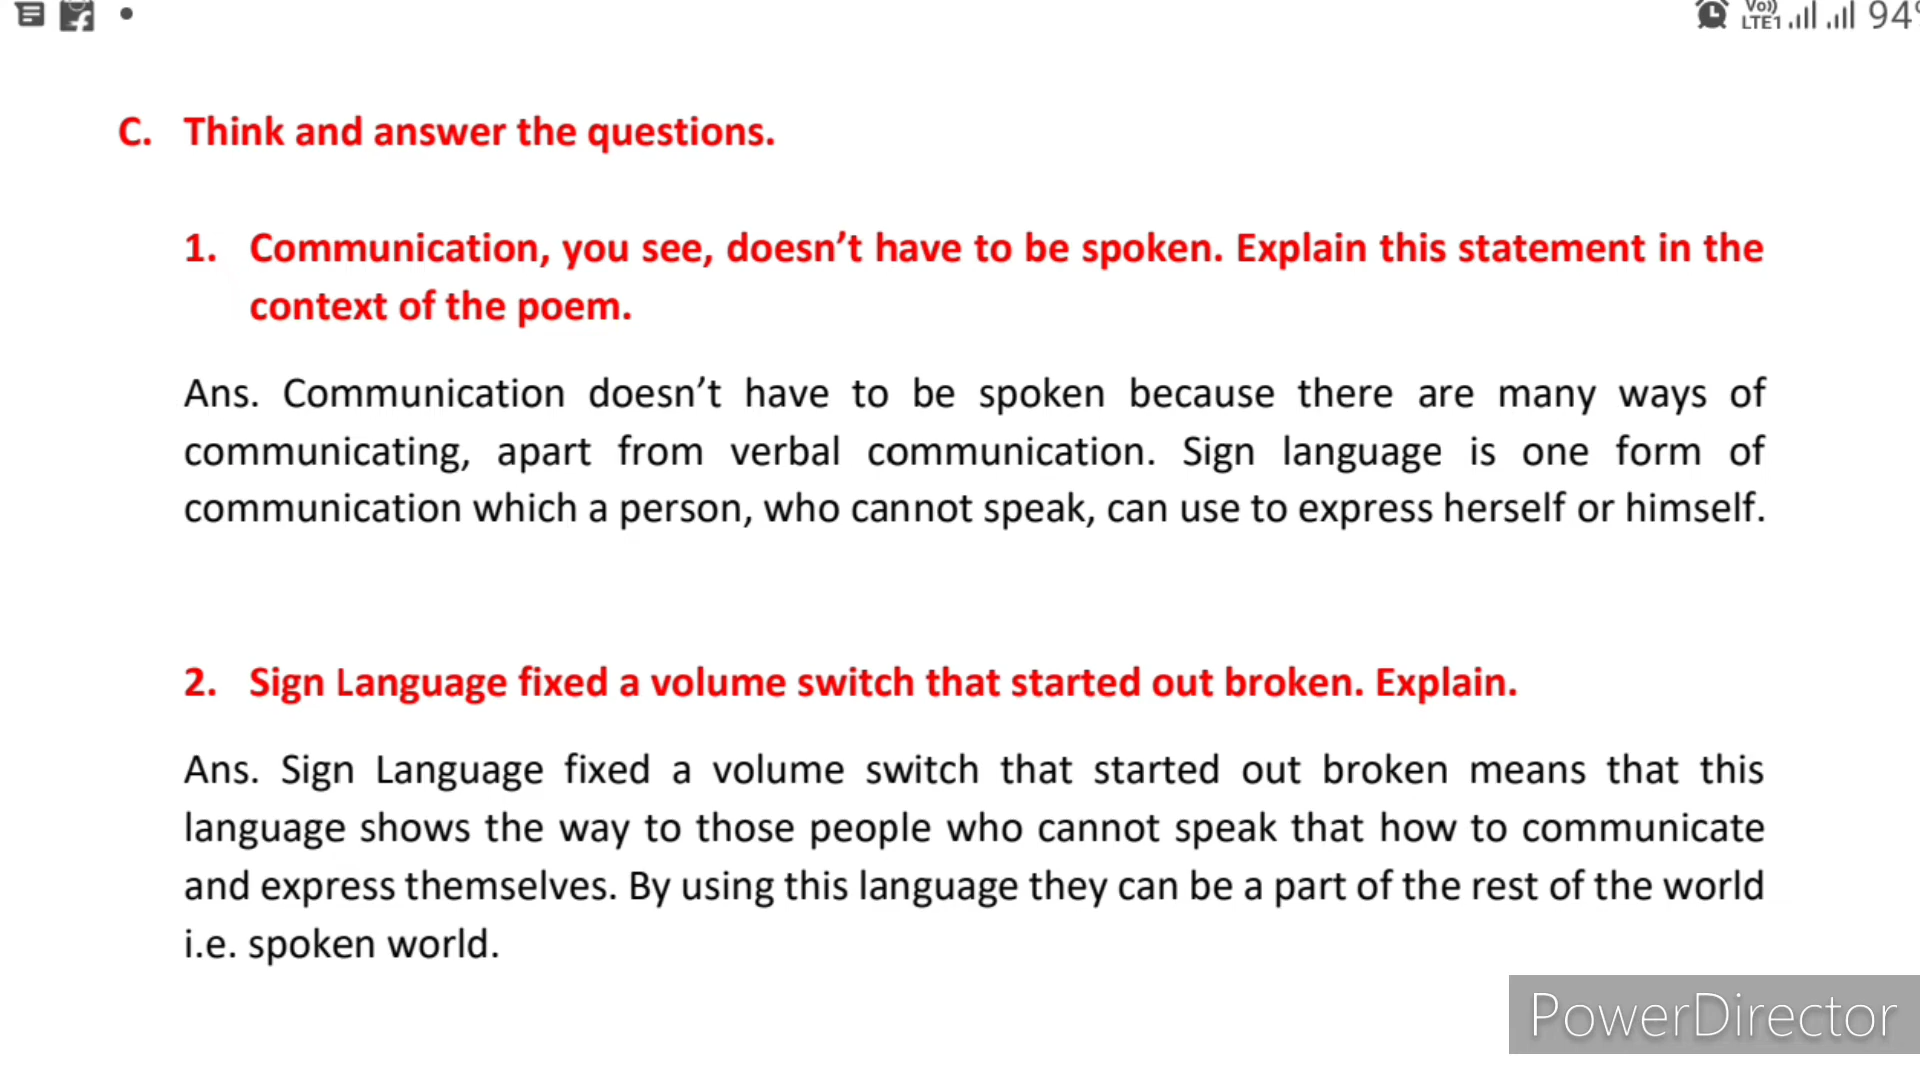 Vo))
LTE1 94
C. Think and answer the questions.
1. Communication, you see, doesn’t have to be spoken. Explain this statement in the
context of the poem.
Ans. Communication doesn’t have to be spoken because there are many ways of
communicating, apart from verbal communication. Sign language is one form of
communication which a person, who cannot speak, can use to express herself or himself.
2. Sign Language fixed a volume switch that started out broken. Explain.
Ans. Sign Language fixed a volume switch that started out broken means that this
language shows the way to those people who cannot speak that how to communicate
and express themselves. By using this language they can be a part of the rest of the world
i.e. spoken world.
PowerDirector